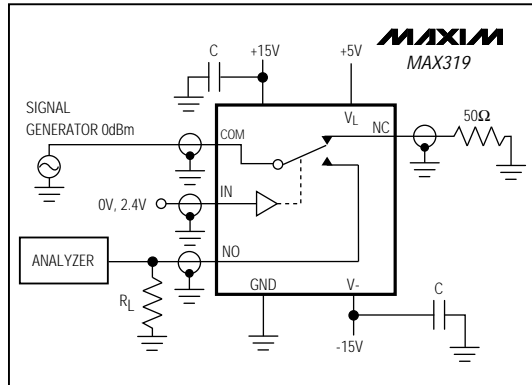 MAXIM
MAX319
C
+15V
+5V
SIGNAL
GENERATOR 0dBm
COM
VL
NC
50Ω
0V, 2.4V
IN
ANALYZER
NO
RL
GND
V-
C
-15V